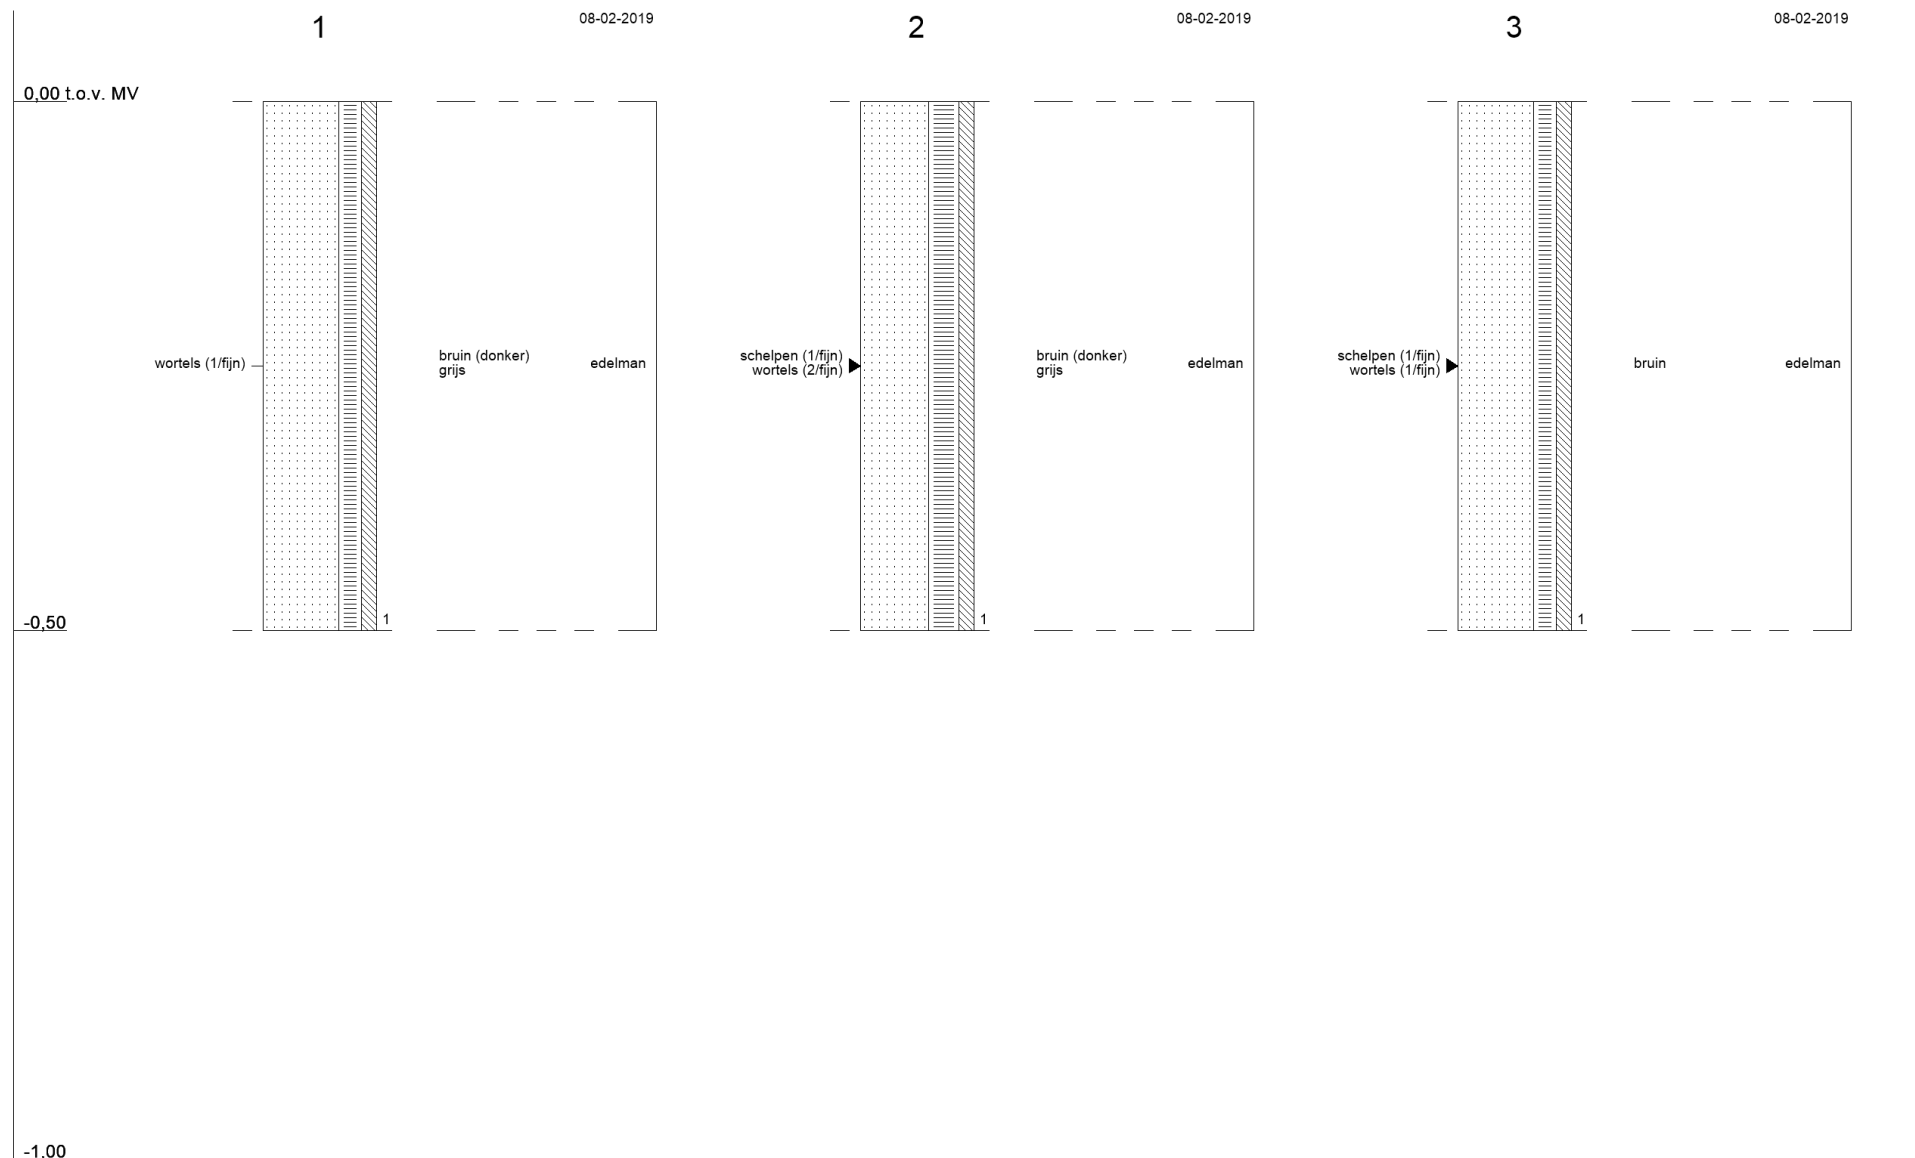 1
08-02-2019
2
08-02-2019
3
08-02-2019
0,00 t.o.v. MV
wortels (1/fijn)
bruin (donker)
grijs
edelman
1
schelpen (1/fijn)
wortels (2/fijn)
bruin (donker)
grijs
edelman
1
schelpen (1/fijn)
wortels (1/fijn)
bruin
edelman
1
-0,50
-1,00